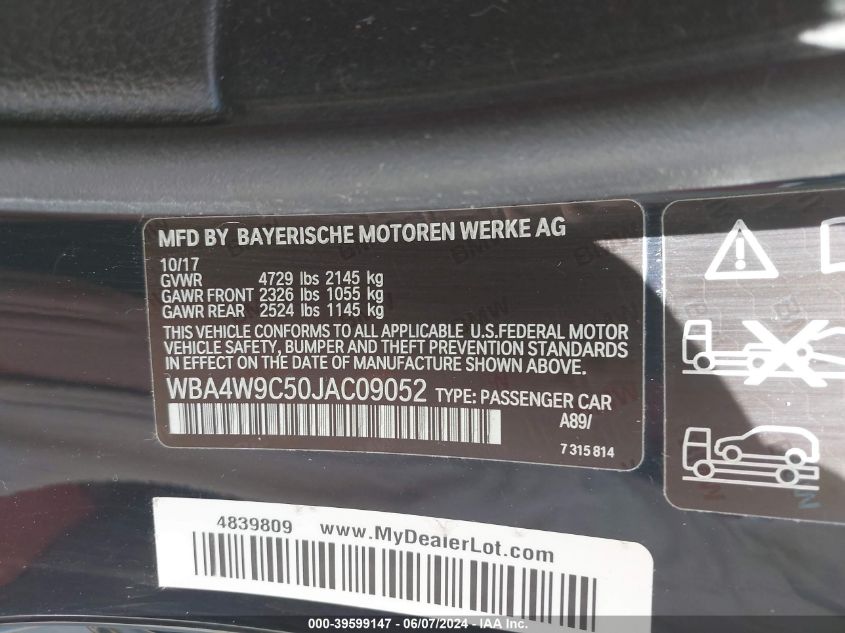 MFD BY BAYERISCHE MOTOREN WERKE AG
10/17
GVWR 4729 lbs 2145 kg
GAWR FRONT 2326 lbs 1055 kg
GAWR REAR 2524 lbs 1145 kg
THIS VEHICLE CONFORMS TO ALL APPLICABLE U.S.FEDERAL MOTOR
VEHICLE SAFETY, BUMPER AND THEFT PREVENTION STANDARDS
IN EFFECT ON THE DATE OF MANUFACTURE SHOWN ABOVE.
WBA4W9C50JAC09052 TYPE: PASSENGER CAR
A89/
7 315 814
4839809 www.MyDealerLot.com
000-39599147 - 06/07/2024 - IAA Inc.